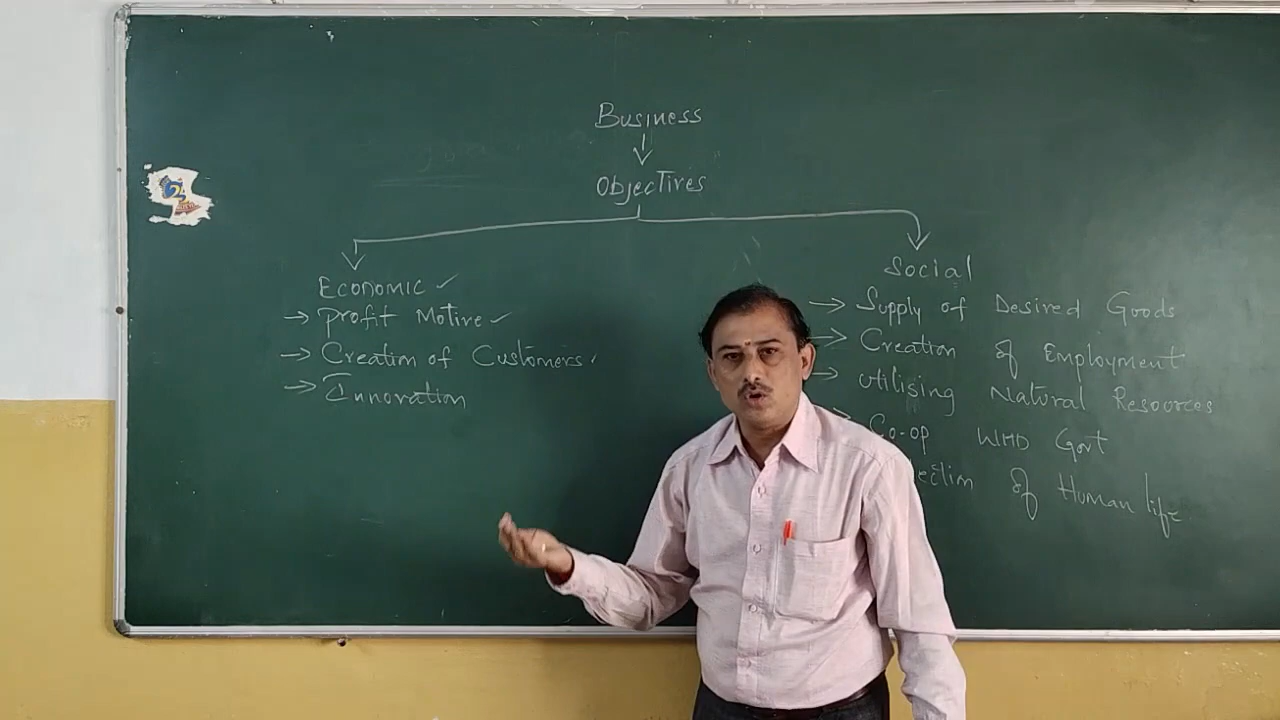 Business
Objectives
Economic ✓
→ Profit Motive ✓
→ Creation of Customers ✓
→ Innovation
Social
→ Supply of Desired Goods
→ Creation of Employment
→ Utilising Natural Resources
Co-op with Govt
of Human life